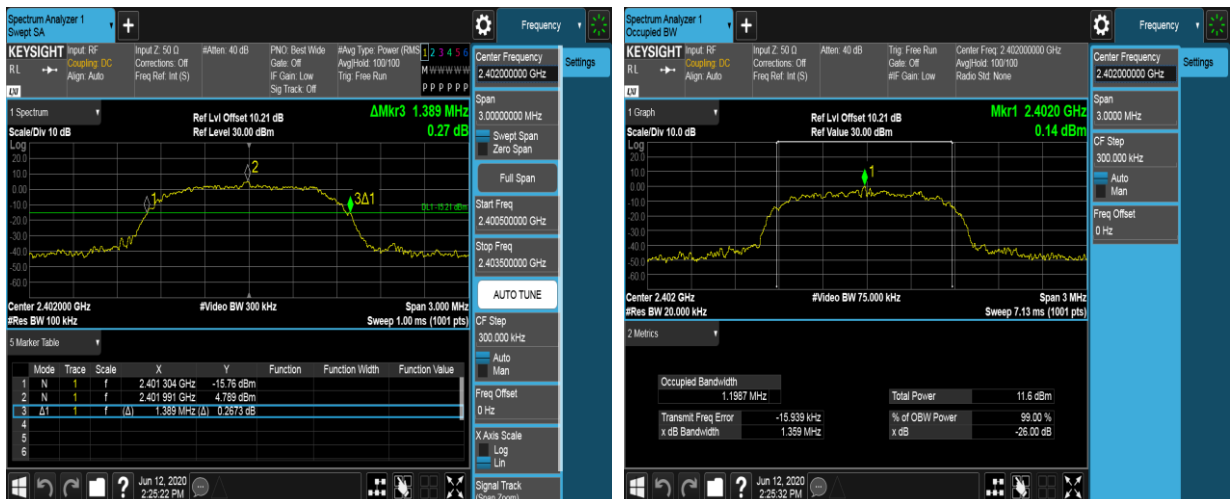 Spectrum Analyzer 1
Swept SA
Frequency
KEYSIGHT
RL
Input: RF
Coupling: DC
Align: Auto
Input Z: 50 Ω
Corrections: Off
Freq Ref: Int (S)
#Atten: 40 dB
PNO: Best Wide
Gate: Off
IF Gain: Low
Sig Track: Off
#Avg Type: Power (RMS
Avg|Hold: 100/100
Trig: Free Run
1 2 3 4 5 6
M W W W W W
P P P P P P
Center Frequency
2.402000000 GHz
Settings
1 Spectrum
Scale/Div 10 dB
Ref Lvl Offset 10.21 dB
Ref Level 30.00 dBm
ΔMkr3 1.389 MHz
0.27 dB
Log
20.0
10.0
0.00
-10.0
-20.0
-30.0
-40.0
-50.0
-60.0
1
2
3Δ1
DL1 -15.21 dBm
Center 2.402000 GHz
#Res BW 100 kHz
#Video BW 300 kHz
Span 3.000 MHz
Sweep 1.00 ms (1001 pts)
Span
3.00000000 MHz
Swept Span
Zero Span
Full Span
Start Freq
2.400500000 GHz
Stop Freq
2.403500000 GHz
AUTO TUNE
CF Step
300.000 kHz
Auto
Man
Freq Offset
0 Hz
X Axis Scale
Log
Lin
Signal Track
(Span Zoom)
5 Marker Table
Mode Trace Scale X Y Function Function Width Function Value
1 N 1 f 2.401 304 GHz -15.76 dBm
2 N 1 f 2.401 991 GHz 4.789 dBm
3 Δ1 1 f (Δ) 1.389 MHz (Δ) 0.2673 dB
4
5
6
?
Jun 12, 2020
2:25:22 PM
Spectrum Analyzer 1
Occupied BW
Frequency
KEYSIGHT
RL
Input: RF
Coupling: DC
Align: Auto
Input Z: 50 Ω
Corrections: Off
Freq Ref: Int (S)
Atten: 40 dB
Trig: Free Run
Gate: Off
#IF Gain: Low
Center Freq: 2.402000000 GHz
Avg|Hold: 100/100
Radio Std: None
Center Frequency
2.402000000 GHz
Settings
1 Graph
Scale/Div 10.0 dB
Ref Lvl Offset 10.21 dB
Ref Value 30.00 dBm
Mkr1 2.4020 GHz
0.14 dBm
Log
20.0
10.0
0.00
-10.0
-20.0
-30.0
-40.0
-50.0
-60.0
1
Center 2.402 GHz
#Res BW 20.000 kHz
#Video BW 75.000 kHz
Span 3 MHz
Sweep 7.13 ms (1001 pts)
Span
3.0000 MHz
CF Step
300.000 kHz
Auto
Man
Freq Offset
0 Hz
2 Metrics
Occupied Bandwidth
1.1987 MHz
Total Power 11.6 dBm
Transmit Freq Error -15.939 kHz
% of OBW Power 99.00 %
x dB Bandwidth 1.359 MHz
x dB -26.00 dB
?
Jun 12, 2020
2:25:32 PM